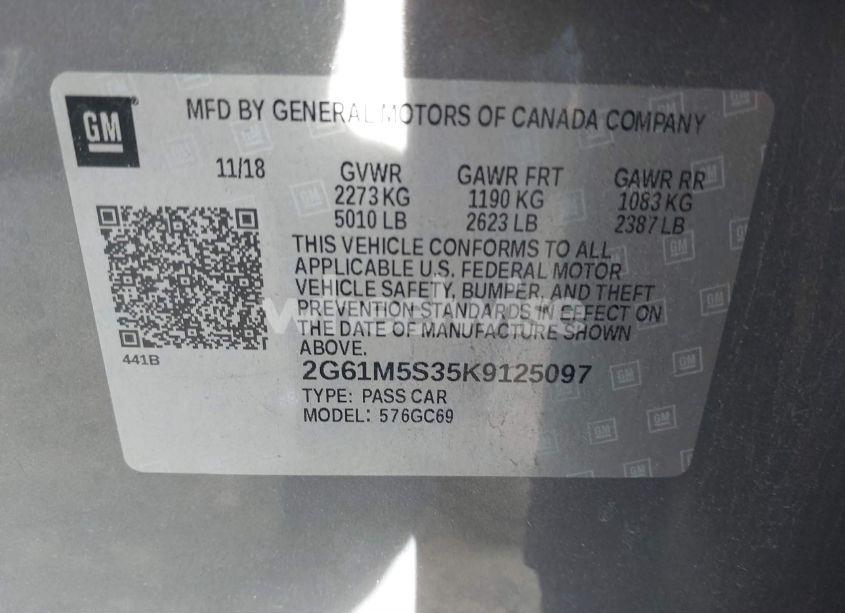 GM
MFD BY GENERAL MOTORS OF CANADA COMPANY
11/18 GVWR GAWR FRT GAWR RR
2273 KG 1190 KG 1083 KG
5010 LB 2623 LB 2387 LB
THIS VEHICLE CONFORMS TO ALL
APPLICABLE U.S. FEDERAL MOTOR
VEHICLE SAFETY, BUMPER, AND THEFT
PREVENTION STANDARDS IN EFFECT ON
THE DATE OF MANUFACTURE SHOWN
ABOVE.
441B
2G61M5S35K9125097
TYPE: PASS CAR
MODEL: 576GC69